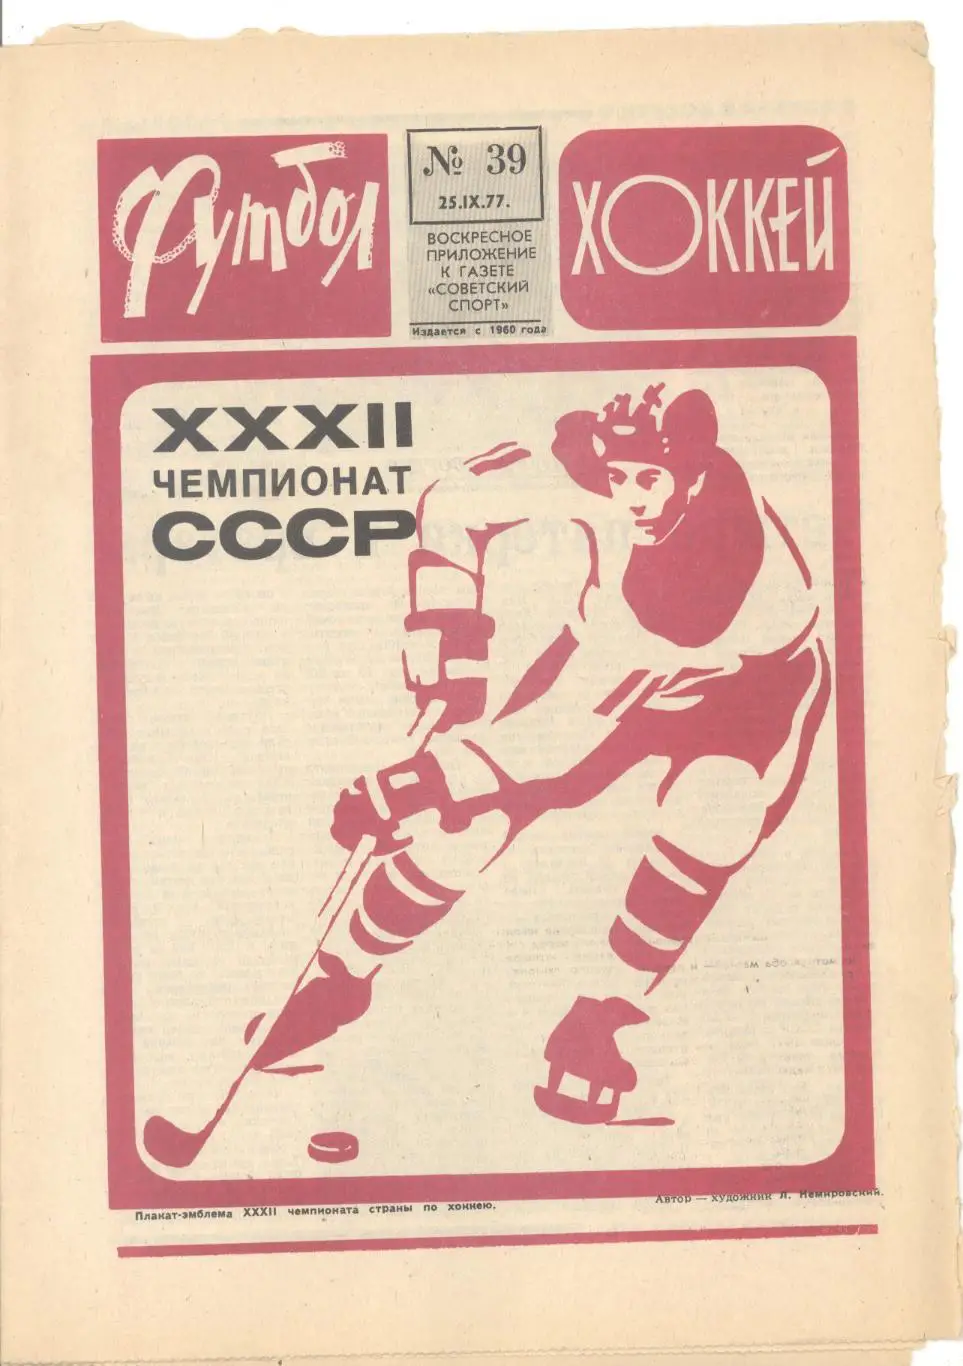 Футбол
№ 39
25.IX.77.
ВОСКРЕСНОЕ
ПРИЛОЖЕНИЕ
К ГАЗЕТЕ
«СОВЕТСКИЙ
СПОРТ»
Издается с 1960 года
ХОККЕЙ
XXXII
ЧЕМПИОНАТ
СССР
Плакат-эмблема XXXII чемпионата страны по хоккею.
Автор — художник Л. Немировский.